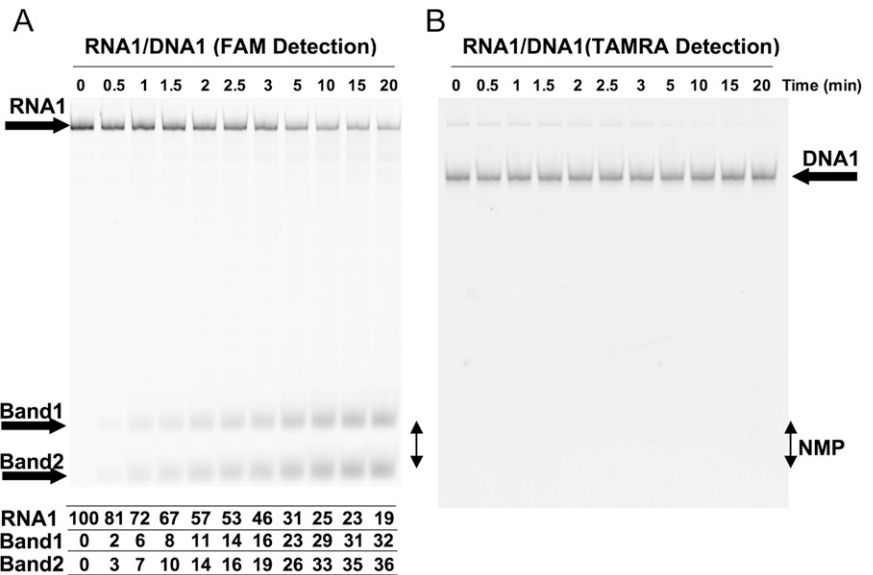 A
RNA1/DNA1 (FAM Detection)
0 0.5 1 1.5 2 2.5 3 5 10 15 20
RNA1
Band1
Band2
RNA1 100 81 72 67 57 53 46 31 25 23 19
Band1 0 2 6 8 11 14 16 23 29 31 32
Band2 0 3 7 10 14 16 19 26 33 35 36
B
RNA1/DNA1(TAMRA Detection)
0 0.5 1 1.5 2 2.5 3 5 10 15 20 Time (min)
DNA1
NMP